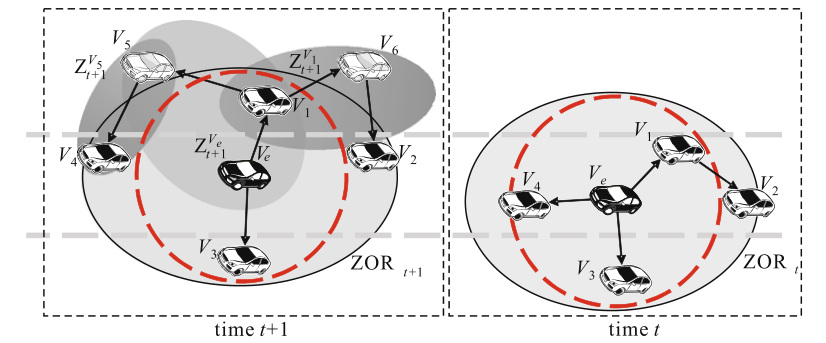 V₅
Z^{V₅}_{t+1}
Z^{V₁}_{t+1}
V₆
V₁
Z^{Vₑ}_{t+1}
Vₑ
V₄
V₂
V₃
ZOR ₜ₊₁
time t+1
V₁
V₄
Vₑ
V₂
V₃
ZOR ₜ
time t